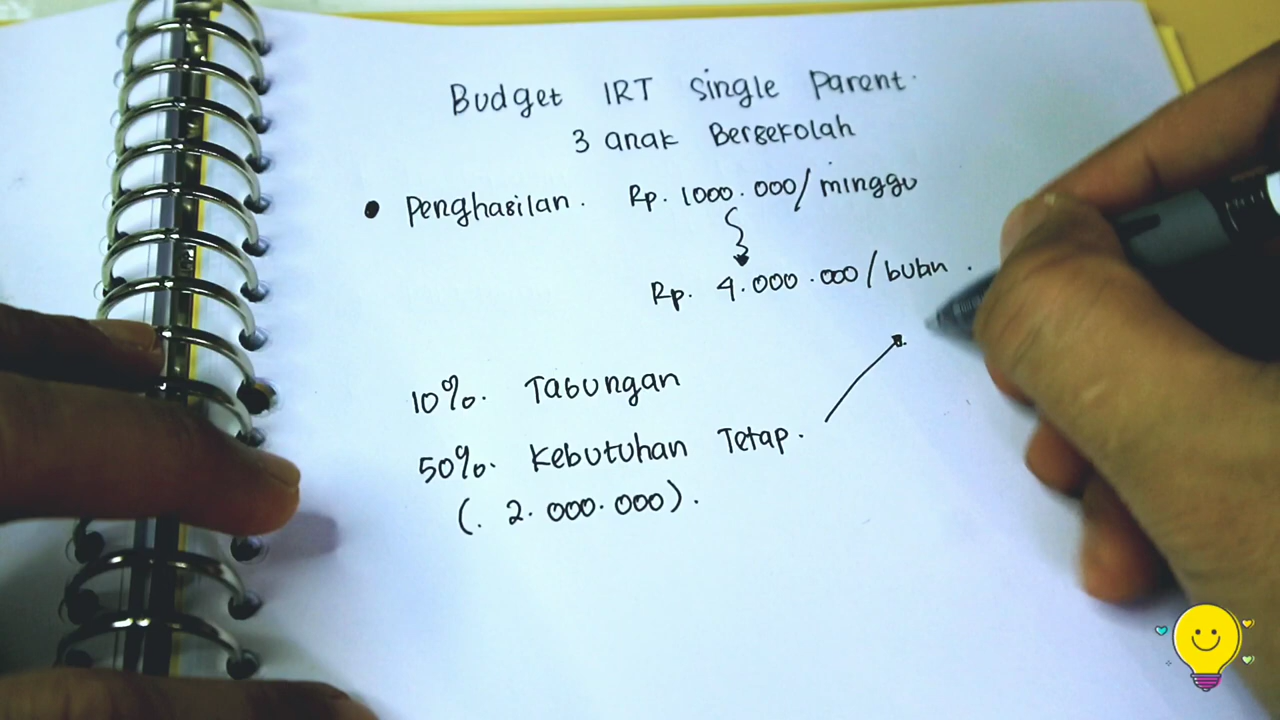 Budget IRT Single Parent.
3 anak Bersekolah
• Penghasilan. Rp. 1000.000/minggu
Rp. 4.000.000/bulan.
10%. Tabungan
50%. Kebutuhan Tetap.
(. 2.000.000).